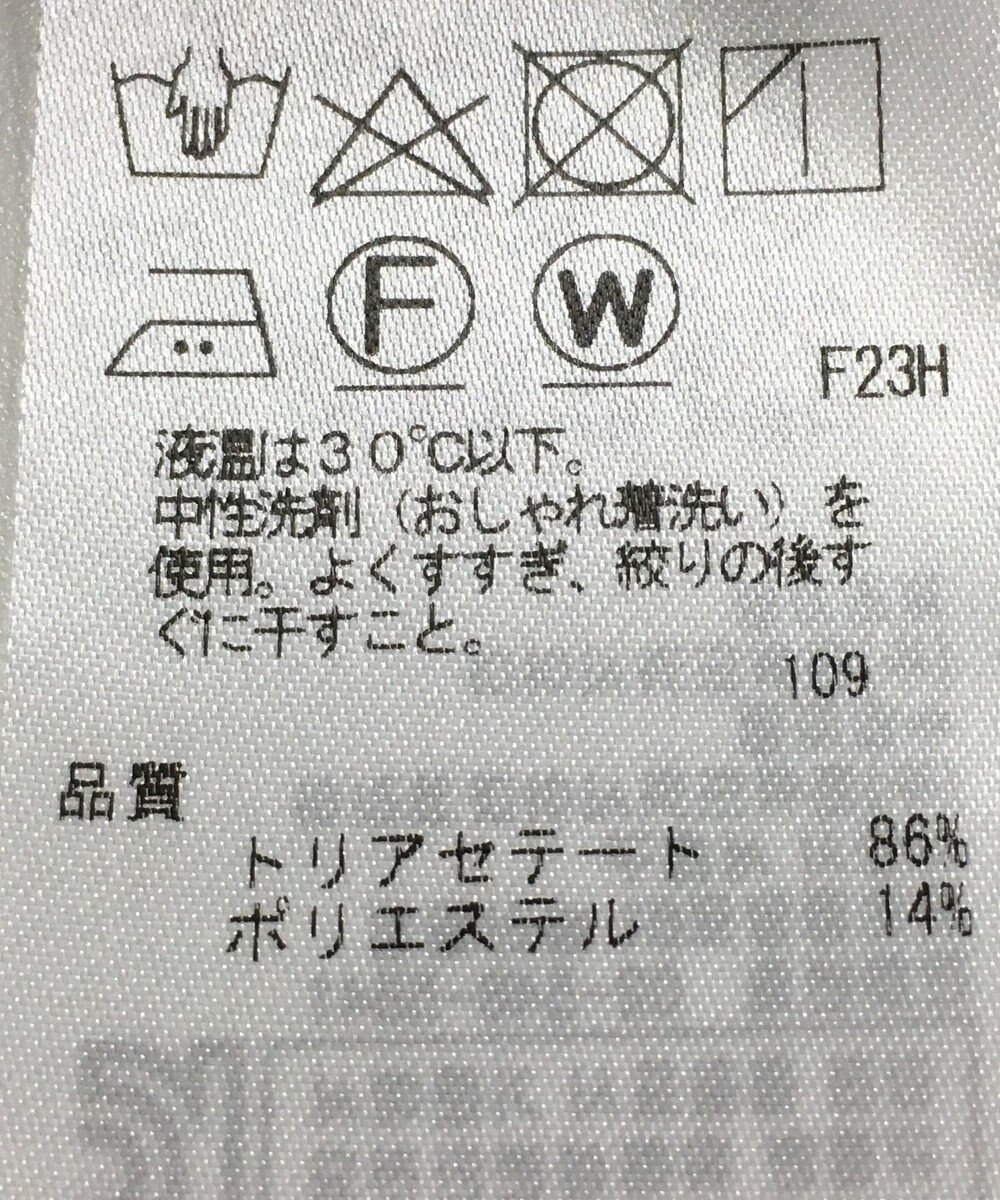 F
W
F23H
液温は30℃以下。
中性洗剤（おしゃれ着洗い）を
使用。よくすすぎ、絞りの後す
ぐに干すこと。
109
品質
トリアセテート 86%
ポリエステル 14%